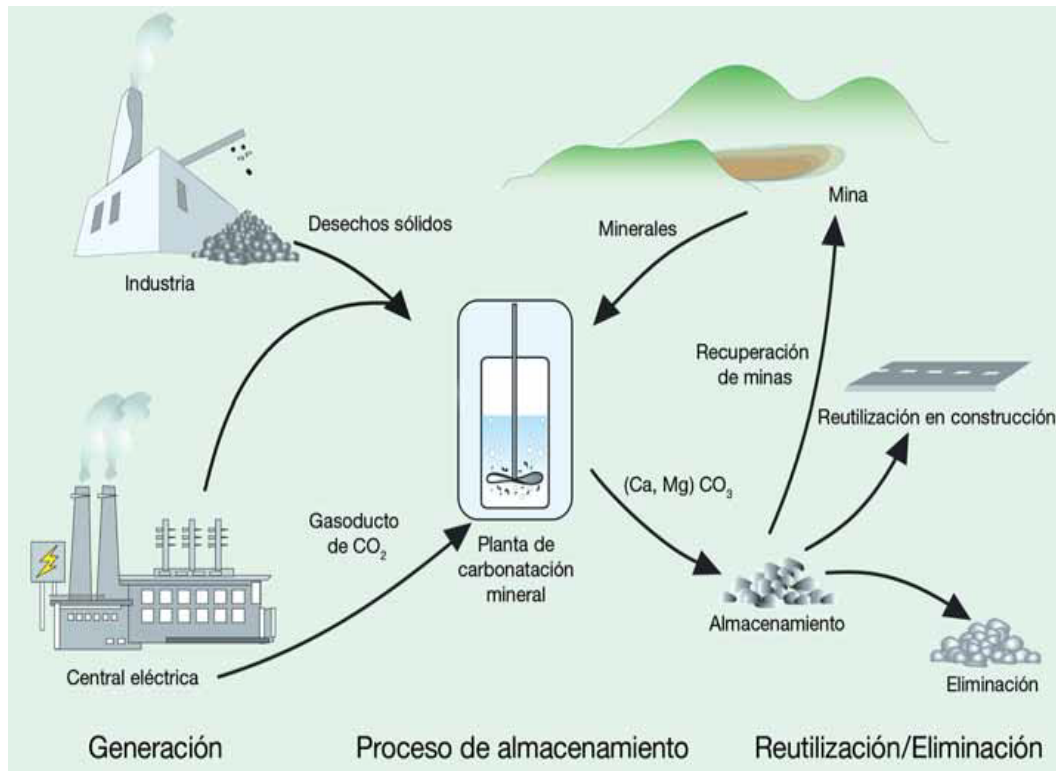 Desechos sólidos
Industria
Minerales
Mina
Recuperación
de minas
Reutilización en construcción
(Ca, Mg) CO₃
Gasoducto
de CO₂
Planta de
carbonatación
mineral
Almacenamiento
Eliminación
Central eléctrica
Generación
Proceso de almacenamiento
Reutilización/Eliminación